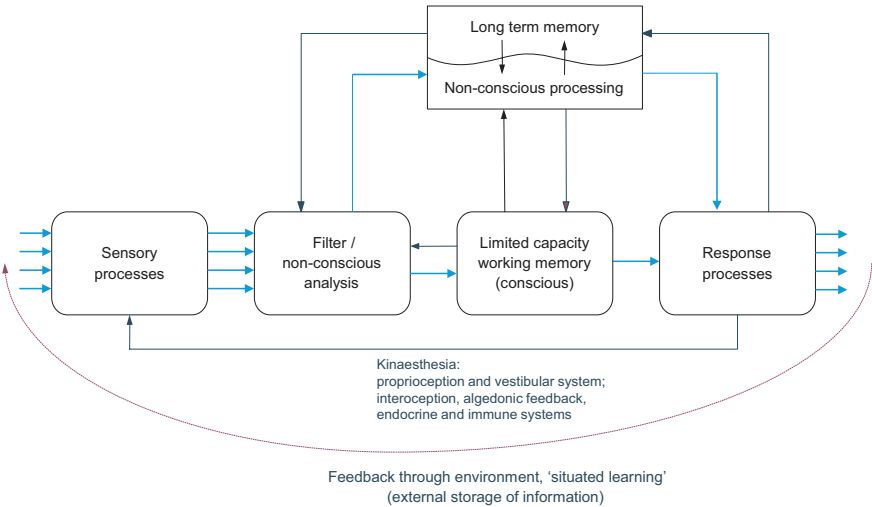 Long term memory
Non-conscious processing
Sensory
processes
Filter /
non-conscious
analysis
Limited capacity
working memory
(conscious)
Response
processes
Kinaesthesia:
proprioception and vestibular system;
interoception, algedonic feedback,
endocrine and immune systems
Feedback through environment, ‘situated learning’
(external storage of information)